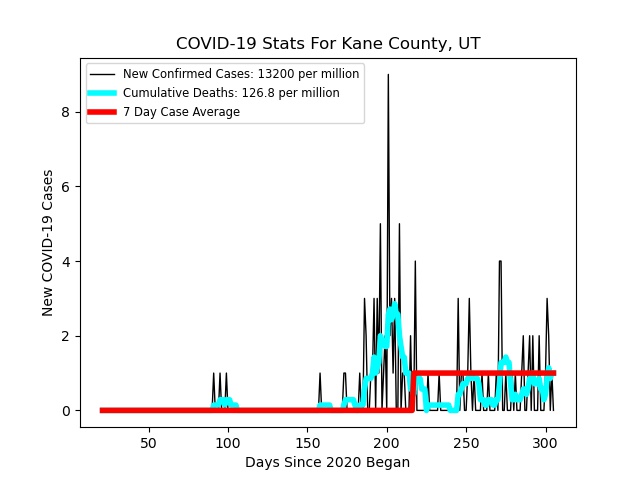 COVID-19 Stats For Kane County, UT
New Confirmed Cases: 13200 per million
Cumulative Deaths: 126.8 per million
7 Day Case Average
New COVID-19 Cases
8
6
4
2
0
50 100 150 200 250 300
Days Since 2020 Began